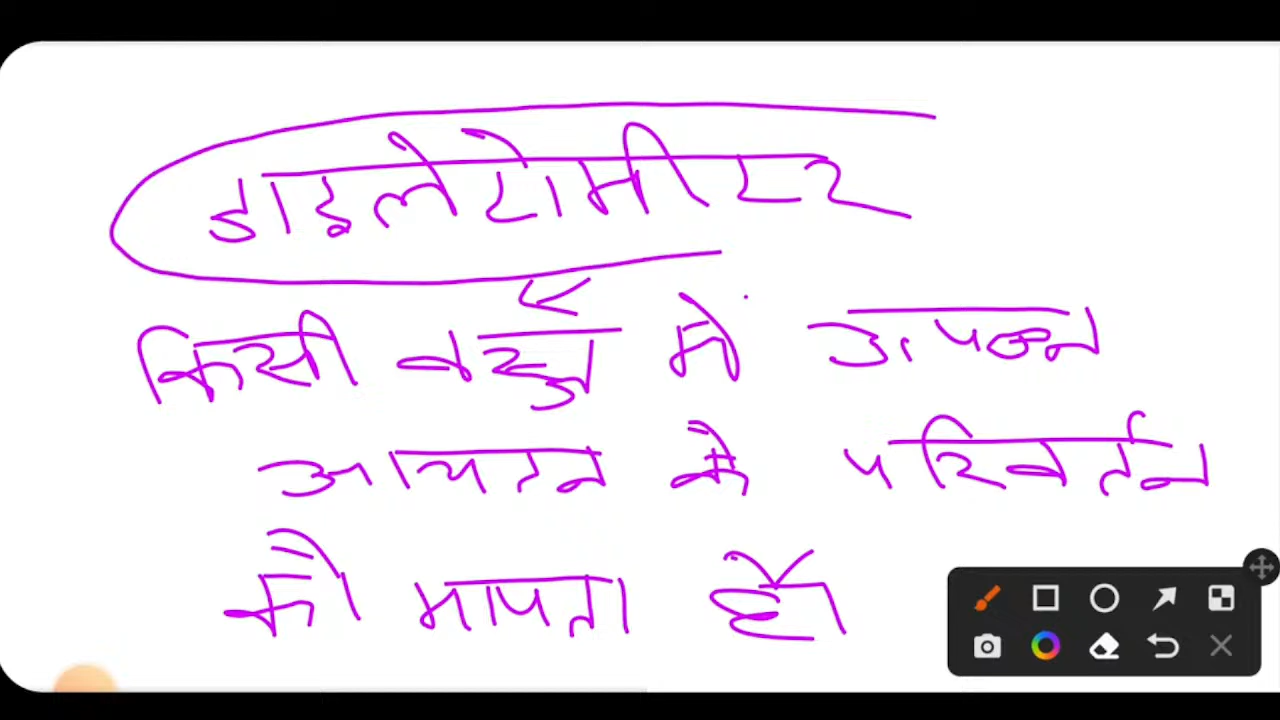 डाइलेटोमीटर
किसी वस्तु में उत्पन्न
आयतन के परिवर्तन
को मापता है।